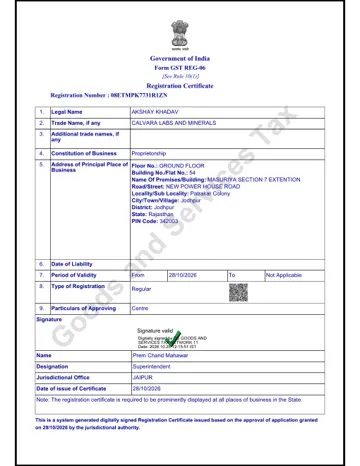 Government of India
Form GST REG-06
[See Rule 10(1)]
Registration Certificate
Registration Number : 08ETMPK7731R1ZN
1. Legal Name AKSHAY KHADAV
2. Trade Name, if any CALVARA LABS AND MINERALS
3. Additional trade names, if
any
4. Constitution of Business Proprietorship
5. Address of Principal Place of
Business
Floor No.: GROUND FLOOR
Building No./Flat No.: 54
Name Of Premises/Building: MASURIYA SECTION 7 EXTENTION
Road/Street: NEW POWER HOUSE ROAD
Locality/Sub Locality: Patrakar Colony
City/Town/Village: Jodhpur
District: Jodhpur
State: Rajasthan
PIN Code: 342003
6. Date of Liability
7. Period of Validity From 28/10/2026 To Not Applicable
8. Type of Registration Regular
9. Particulars of Approving Centre
Signature
Signature valid
Digitally signed by GOODS AND
SERVICES TAX NETWORK 11
Name Prem Chand Mahawar
Designation Superintendent
Jurisdictional Office JAIPUR
Date of issue of Certificate 28/10/2026
Note: The registration certificate is required to be prominently displayed at all places of business in the State.
This is a system generated digitally signed Registration Certificate issued based on the approval of application granted
on 28/10/2026 by the jurisdictional authority.
Goods and Services Tax